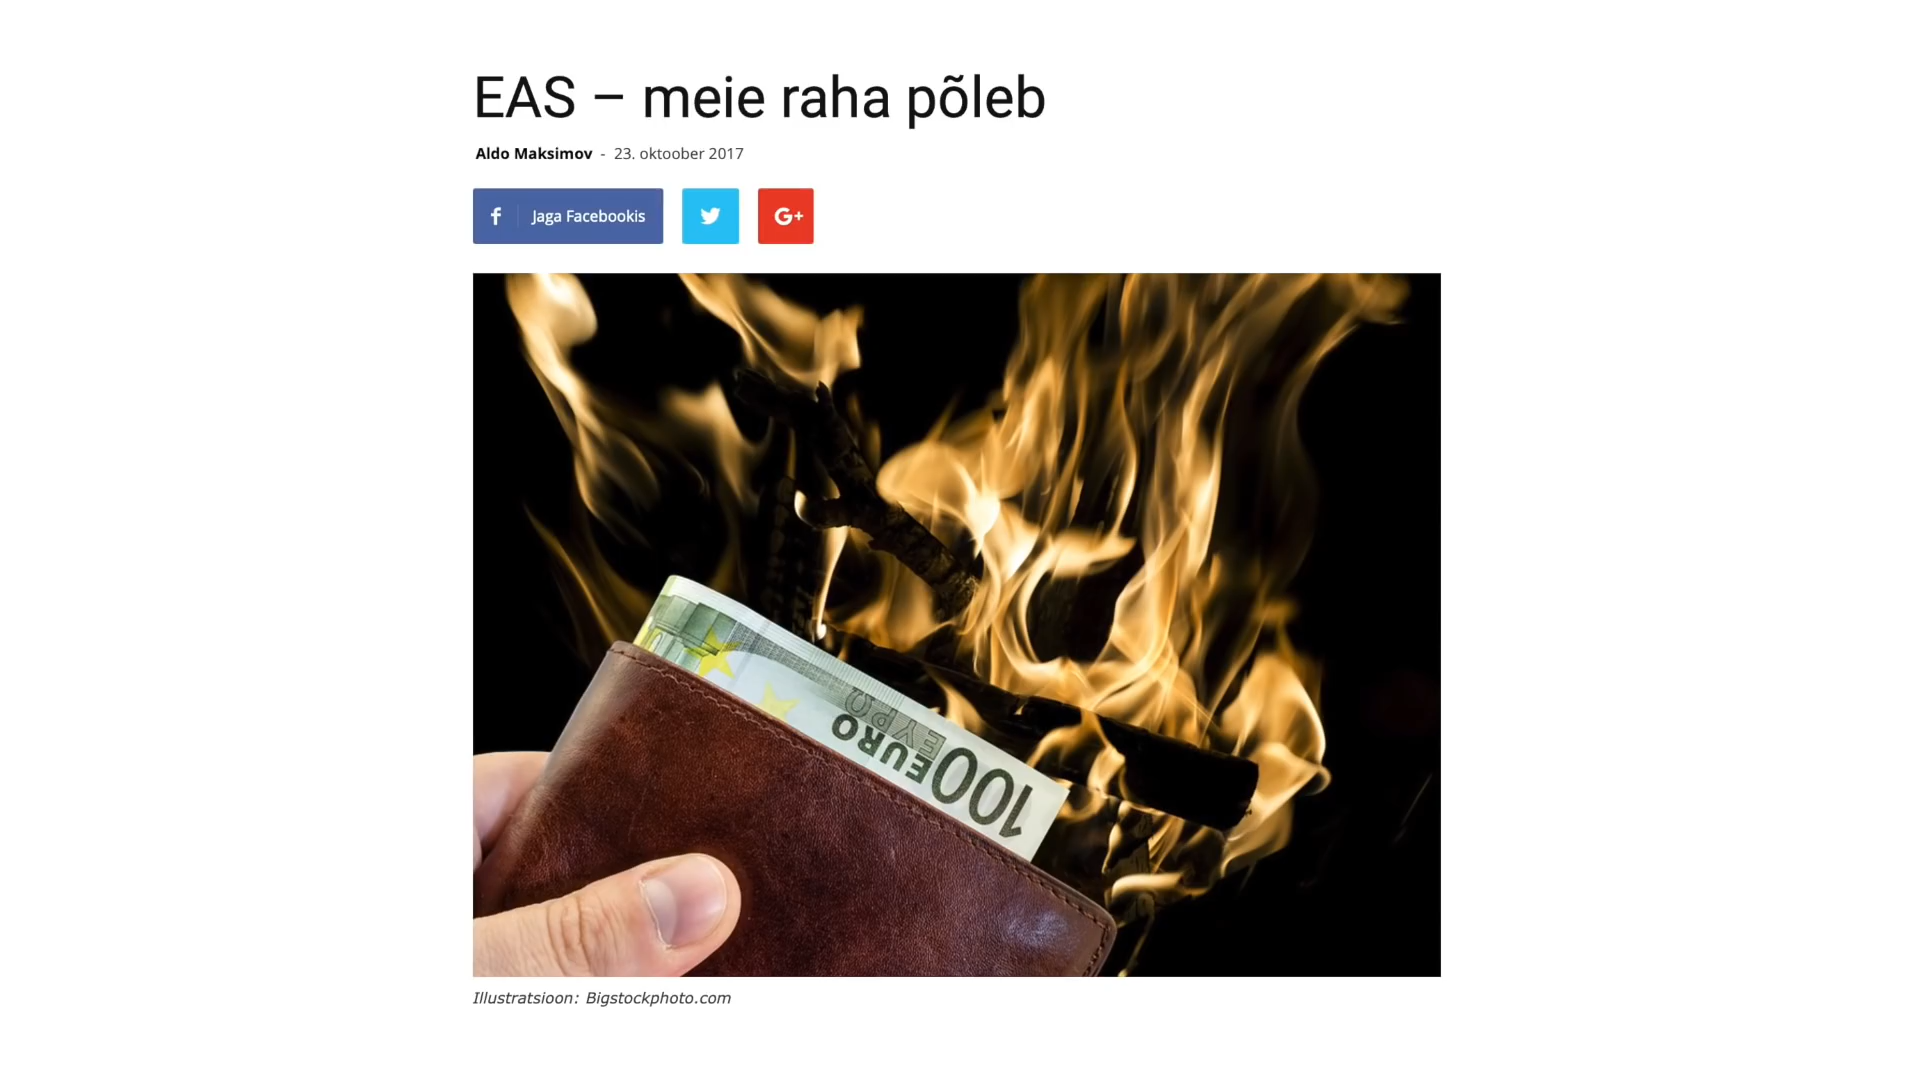 EAS – meie raha põleb
Aldo Maksimov - 23. oktoober 2017
f Jaga Facebookis
G+
100 EURO
ΕΥΡΩ
Illustratsioon: Bigstockphoto.com